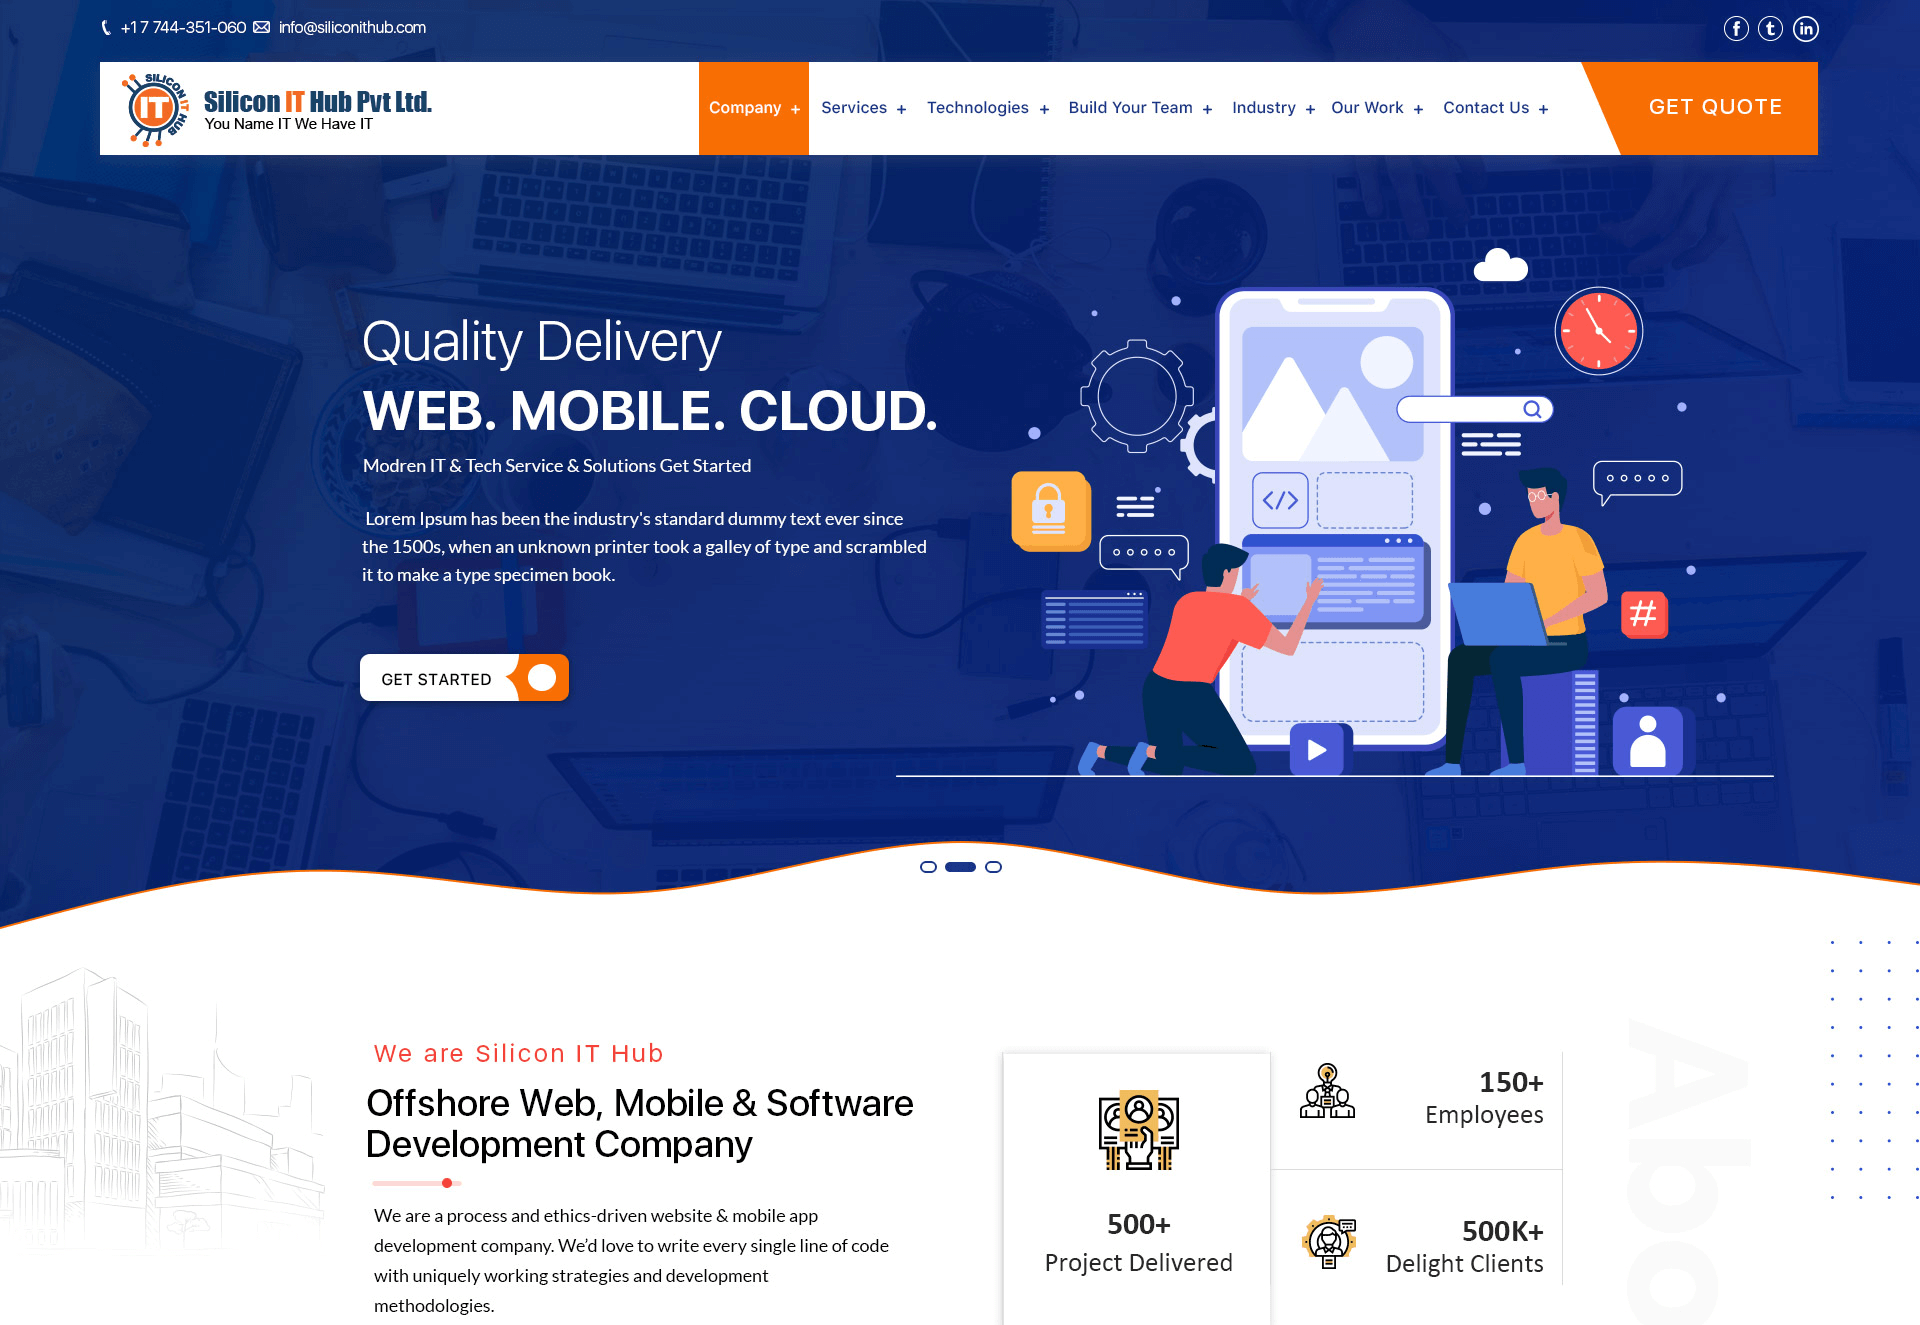 +1 7 744-351-060 info@siliconithub.com
SILICON IT HUB
IT
Silicon IT Hub Pvt Ltd.
You Name IT We Have IT
Company +
Services +
Technologies +
Build Your Team +
Industry +
Our Work +
Contact Us +
GET QUOTE
Quality Delivery
WEB. MOBILE. CLOUD.
Modren IT & Tech Service & Solutions Get Started
Lorem Ipsum has been the industry's standard dummy text ever since
the 1500s, when an unknown printer took a galley of type and scrambled
it to make a type specimen book.
GET STARTED
</>
#
We are Silicon IT Hub
Offshore Web, Mobile & Software
Development Company
We are a process and ethics-driven website & mobile app
development company. We’d love to write every single line of code
with uniquely working strategies and development
methodologies.
500+
Project Delivered
150+
Employees
500K+
Delight Clients
Abo